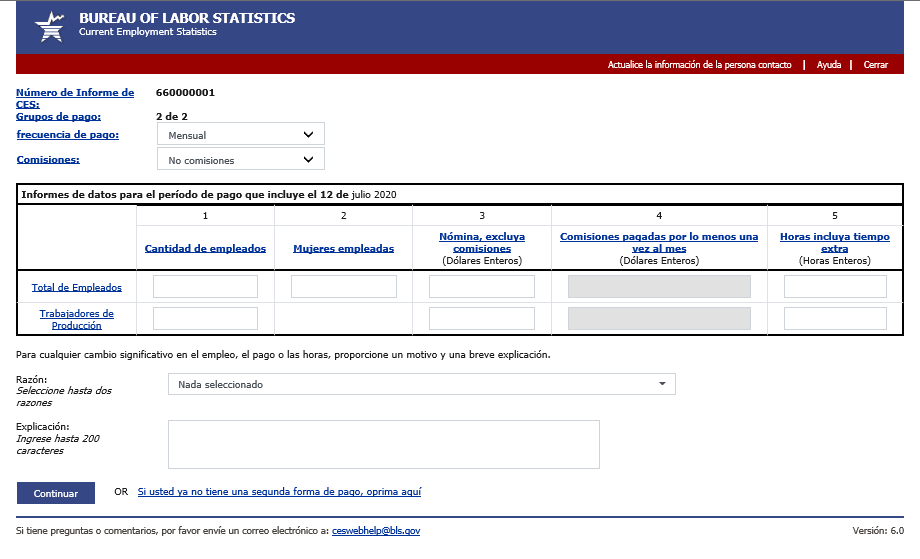 BUREAU OF LABOR STATISTICS
Current Employment Statistics
Actualice la información de la persona contacto | Ayuda | Cerrar
Número de Informe de CES: 660000001
Grupos de pago: 2 de 2
frecuencia de pago: Mensual
Comisiones: No comisiones
Informes de datos para el período de pago que incluye el 12 de julio 2020
1 2 3 4 5
Cantidad de empleados
Mujeres empleadas
Nómina, excluya
comisiones
(Dólares Enteros)
Comisiones pagadas por lo menos una
vez al mes
(Dólares Enteros)
Horas incluya tiempo
extra
(Horas Enteros)
Total de Empleados
Trabajadores de
Producción
Para cualquier cambio significativo en el empleo, el pago o las horas, proporcione un motivo y una breve explicación.
Razón:
Seleccione hasta dos
razones
Nada seleccionado
Explicación:
Ingrese hasta 200
caracteres
Continuar OR Si usted ya no tiene una segunda forma de pago, oprima aquí
Si tiene preguntas o comentarios, por favor envíe un correo electrónico a: ceswebhelp@bls.gov
Versión: 6.0